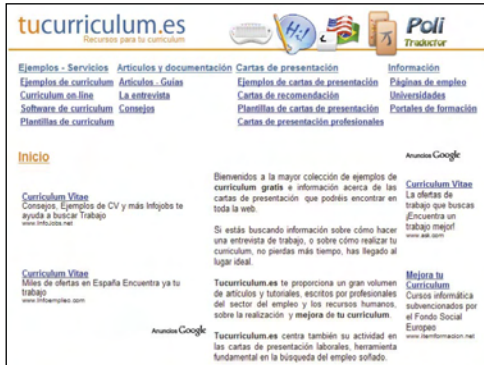 tucurriculum.es
Recursos para tu curriculum
Hi!
Poli
Traductor
Ejemplos - Servicios
Ejemplos de curriculum
Curriculum on-line
Software de curriculum
Plantillas de curriculum
Artículos y documentación
Artículos - Guías
La entrevista
Consejos
Cartas de presentación
Ejemplos de cartas de presentación
Cartas de recomendación
Plantillas de cartas de presentación
Cartas de presentación profesionales
Información
Páginas de empleo
Universidades
Portales de formación
Inicio
Curriculum Vitae
Consejos, Ejemplos de CV y más Infojobs te
ayuda a buscar Trabajo
www.InfoJobs.net
Curriculum Vitae
Miles de ofertas en España Encuentra ya tu
trabajo
www.Infoempleo.com
Anuncios Google
Bienvenidos a la mayor colección de ejemplos de
curriculum gratis e información acerca de las
cartas de presentación que podréis encontrar en
toda la web.
Si estás buscando información sobre cómo hacer
una entrevista de trabajo, o sobre cómo realizar tu
curriculum, no pierdas más tiempo, has llegado al
lugar ideal.
Tucurriculum.es te proporciona un gran volumen
de artículos y tutoriales, escritos por profesionales
del sector del empleo y los recursos humanos,
sobre la realización y mejora de tu curriculum.
Tucurriculum.es centra también su actividad en
las cartas de presentación laborales, herramienta
fundamental en la búsqueda del empleo soñado.
Anuncios Google
Curriculum Vitae
La ofertas de
trabajo que buscas
¡Encuentra un
trabajo mejor!
www.ask.com
Mejora tu
Curriculum
Cursos informática
subvencionados por
el Fondo Social
Europeo